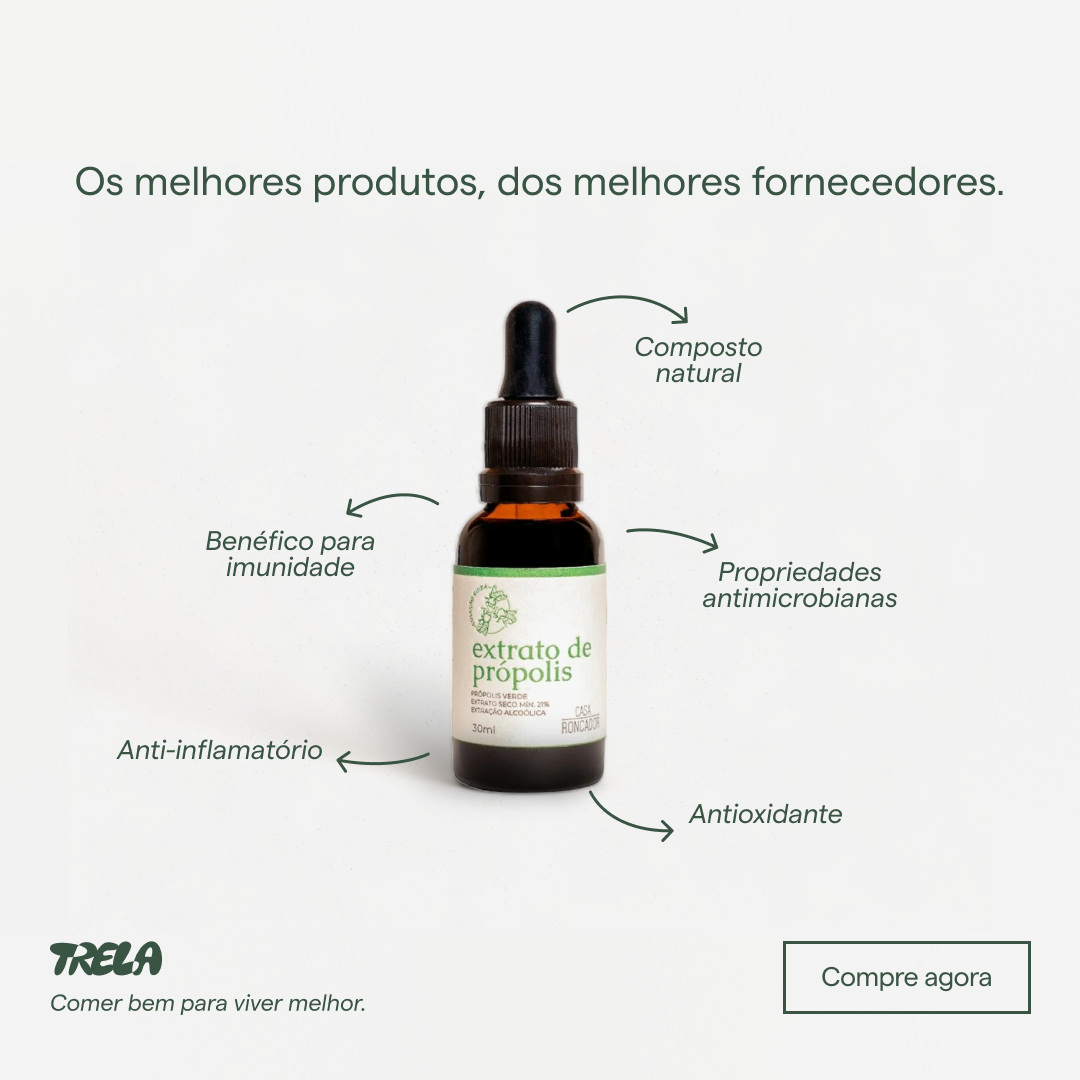 Os melhores produtos, dos melhores fornecedores.
Composto
natural
Benéfico para
imunidade
Propriedades
antimicrobianas
extrato de
própolis
PRÓPOLIS VERDE
EXTRATO SECO MÍN. 21%
EXTRAÇÃO ALCOÓLICA
30ml
CASA
RONCADOR
Anti-inflamatório
Antioxidante
TRELA
Comer bem para viver melhor.
Compre agora